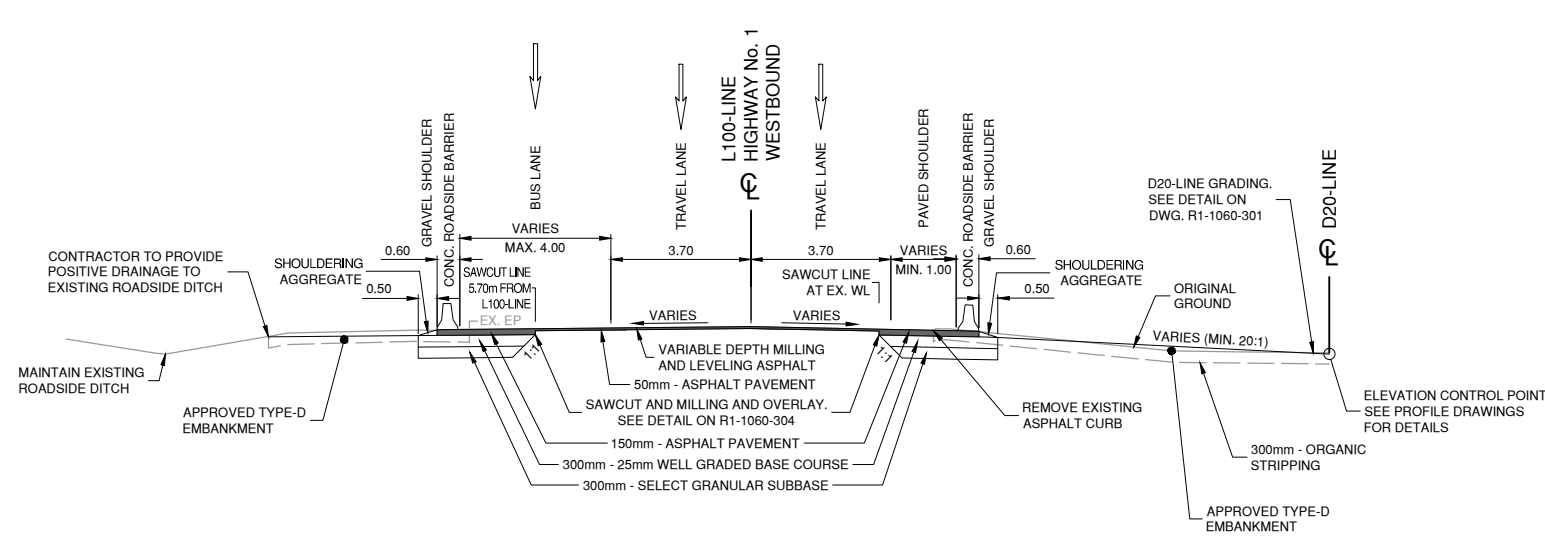 L100-LINE
HIGHWAY No. 1
WESTBOUND
GRAVEL SHOULDER
CONC. ROADSIDE BARRIER
BUS LANE
TRAVEL LANE
TRAVEL LANE
PAVED SHOULDER
CONC. ROADSIDE BARRIER
GRAVEL SHOULDER
D20-LINE
D20-LINE GRADING.
SEE DETAIL ON
DWG. R1-1060-301
VARIES
MAX. 4.00
3.70
3.70
VARIES
MIN. 1.00
0.60
0.60
0.50
0.50
CONTRACTOR TO PROVIDE
POSITIVE DRAINAGE TO
EXISTING ROADSIDE DITCH
SHOULDERING
AGGREGATE
SAWCUT LINE
5.70m FROM
L100-LINE
EX. EP
SAWCUT LINE
AT EX. WL
SHOULDERING
AGGREGATE
ORIGINAL
GROUND
VARIES
VARIES
VARIES (MIN. 20:1)
1:1
1:1
MAINTAIN EXISTING
ROADSIDE DITCH
APPROVED TYPE-D
EMBANKMENT
VARIABLE DEPTH MILLING
AND LEVELING ASPHALT
50mm - ASPHALT PAVEMENT
SAWCUT AND MILLING AND OVERLAY.
SEE DETAIL ON R1-1060-304
150mm - ASPHALT PAVEMENT
300mm - 25mm WELL GRADED BASE COURSE
300mm - SELECT GRANULAR SUBBASE
REMOVE EXISTING
ASPHALT CURB
ELEVATION CONTROL POINT
SEE PROFILE DRAWINGS
FOR DETAILS
300mm - ORGANIC
STRIPPING
APPROVED TYPE-D
EMBANKMENT